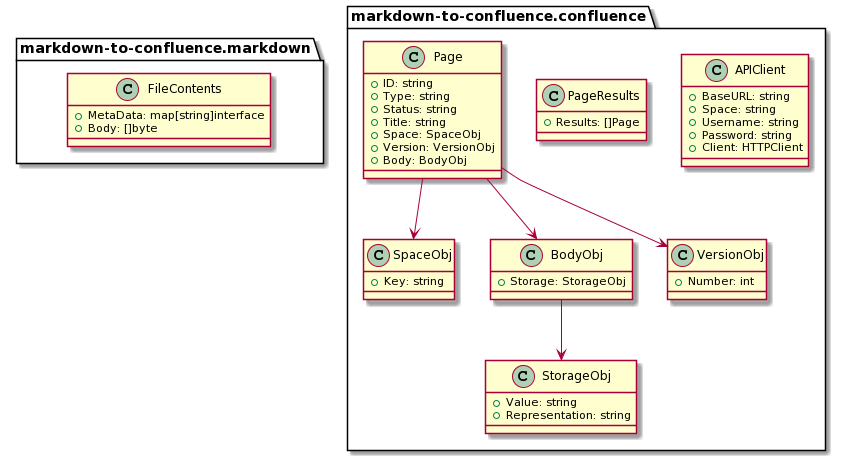 markdown-to-confluence.markdown
C FileContents
MetaData: map[string]interface
Body: []byte
markdown-to-confluence.confluence
C Page
ID: string
Type: string
Status: string
Title: string
Space: SpaceObj
Version: VersionObj
Body: BodyObj
C PageResults
Results: []Page
C APIClient
BaseURL: string
Space: string
Username: string
Password: string
Client: HTTPClient
C SpaceObj
Key: string
C BodyObj
Storage: StorageObj
C VersionObj
Number: int
C StorageObj
Value: string
Representation: string